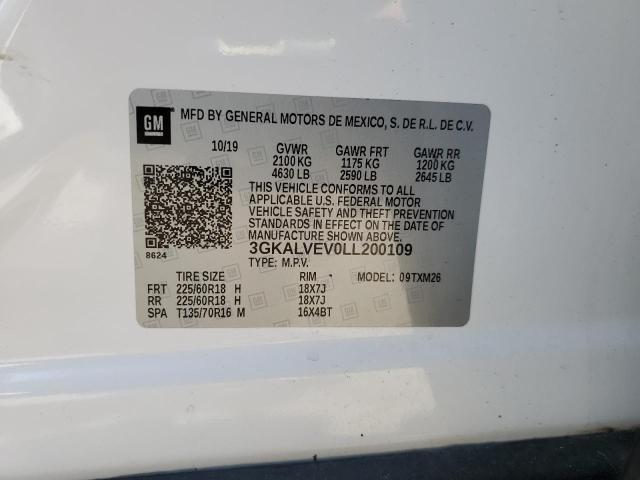 GM
MFD BY GENERAL MOTORS DE MEXICO, S. DE R.L. DE C.V.
10/19 GVWR GAWR FRT GAWR RR
2100 KG 1175 KG 1200 KG
4630 LB 2590 LB 2645 LB
THIS VEHICLE CONFORMS TO ALL
APPLICABLE U.S. FEDERAL MOTOR
VEHICLE SAFETY AND THEFT PREVENTION
STANDARDS IN EFFECT ON THE DATE OF
MANUFACTURE SHOWN ABOVE.
8624 3GKALVEV0LL200109
TYPE: M.P.V.
TIRE SIZE RIM MODEL: 09TXM26
FRT 225/60R18 H 18X7J
RR 225/60R18 H 18X7J
SPA T135/70R16 M 16X4BT